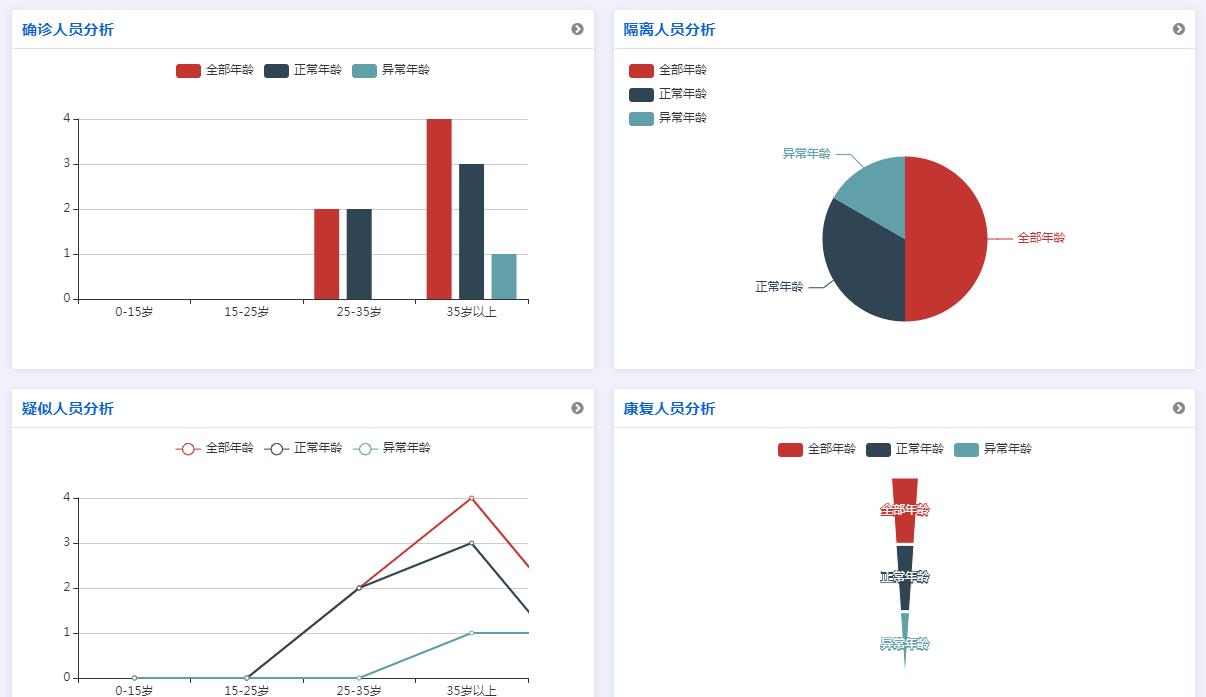 确诊人员分析
全部年龄 正常年龄 异常年龄
4
3
2
1
0
0-15岁 15-25岁 25-35岁 35岁以上
隔离人员分析
全部年龄
正常年龄
异常年龄
异常年龄
全部年龄
正常年龄
疑似人员分析
全部年龄 正常年龄 异常年龄
4
3
2
1
0
0-15岁 15-25岁 25-35岁 35岁以上
康复人员分析
全部年龄 正常年龄 异常年龄
全部年龄
正常年龄
异常年龄